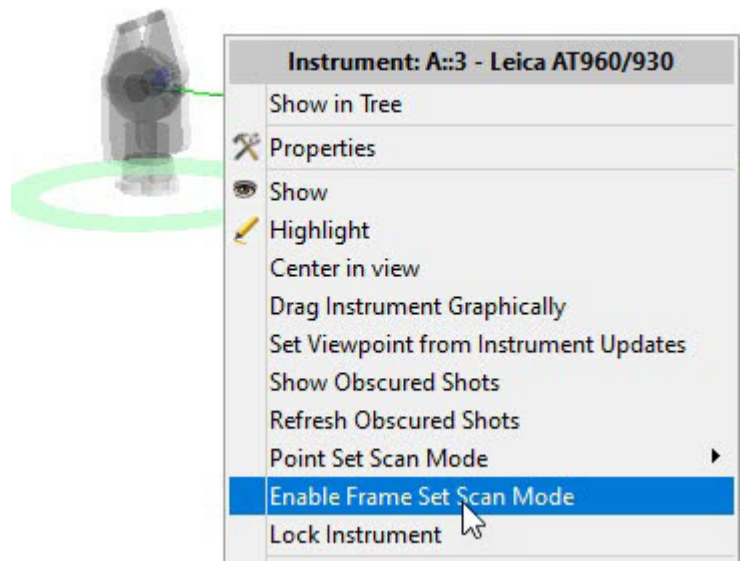 Instrument: A::3 - Leica AT960/930
Show in Tree
Properties
Show
Highlight
Center in view
Drag Instrument Graphically
Set Viewpoint from Instrument Updates
Show Obscured Shots
Refresh Obscured Shots
Point Set Scan Mode
Enable Frame Set Scan Mode
Lock Instrument